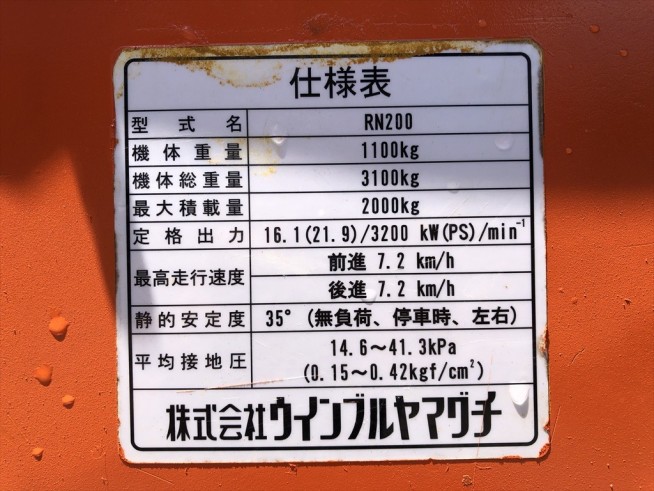 仕様表
型式名 RN200
機体重量 1100kg
機体総重量 3100kg
最大積載量 2000kg
定格出力 16.1(21.9)/3200 kW(PS)/min⁻¹
最高走行速度 前進 7.2 km/h
後進 7.2 km/h
静的安定度 35°(無負荷、停車時、左右)
平均接地圧 14.6～41.3kPa
(0.15～0.42kgf/cm²)
株式会社ウインブルヤマグチ